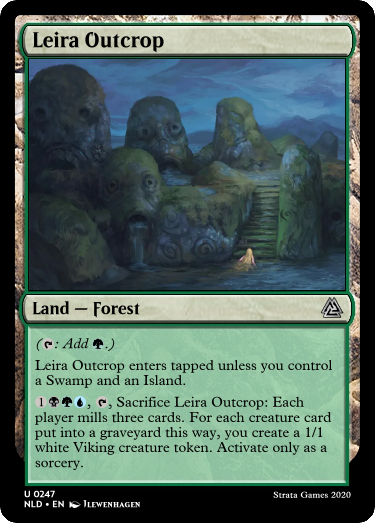 Leira Outcrop
Land — Forest
(: Add .)
Leira Outcrop enters tapped unless you control
a Swamp and an Island.
1, , Sacrifice Leira Outcrop: Each
player mills three cards. For each creature card
put into a graveyard this way, you create a 1/1
white Viking creature token. Activate only as a
sorcery.
U 0247
NLD • EN JLEWENHAGEN
Strata Games 2020